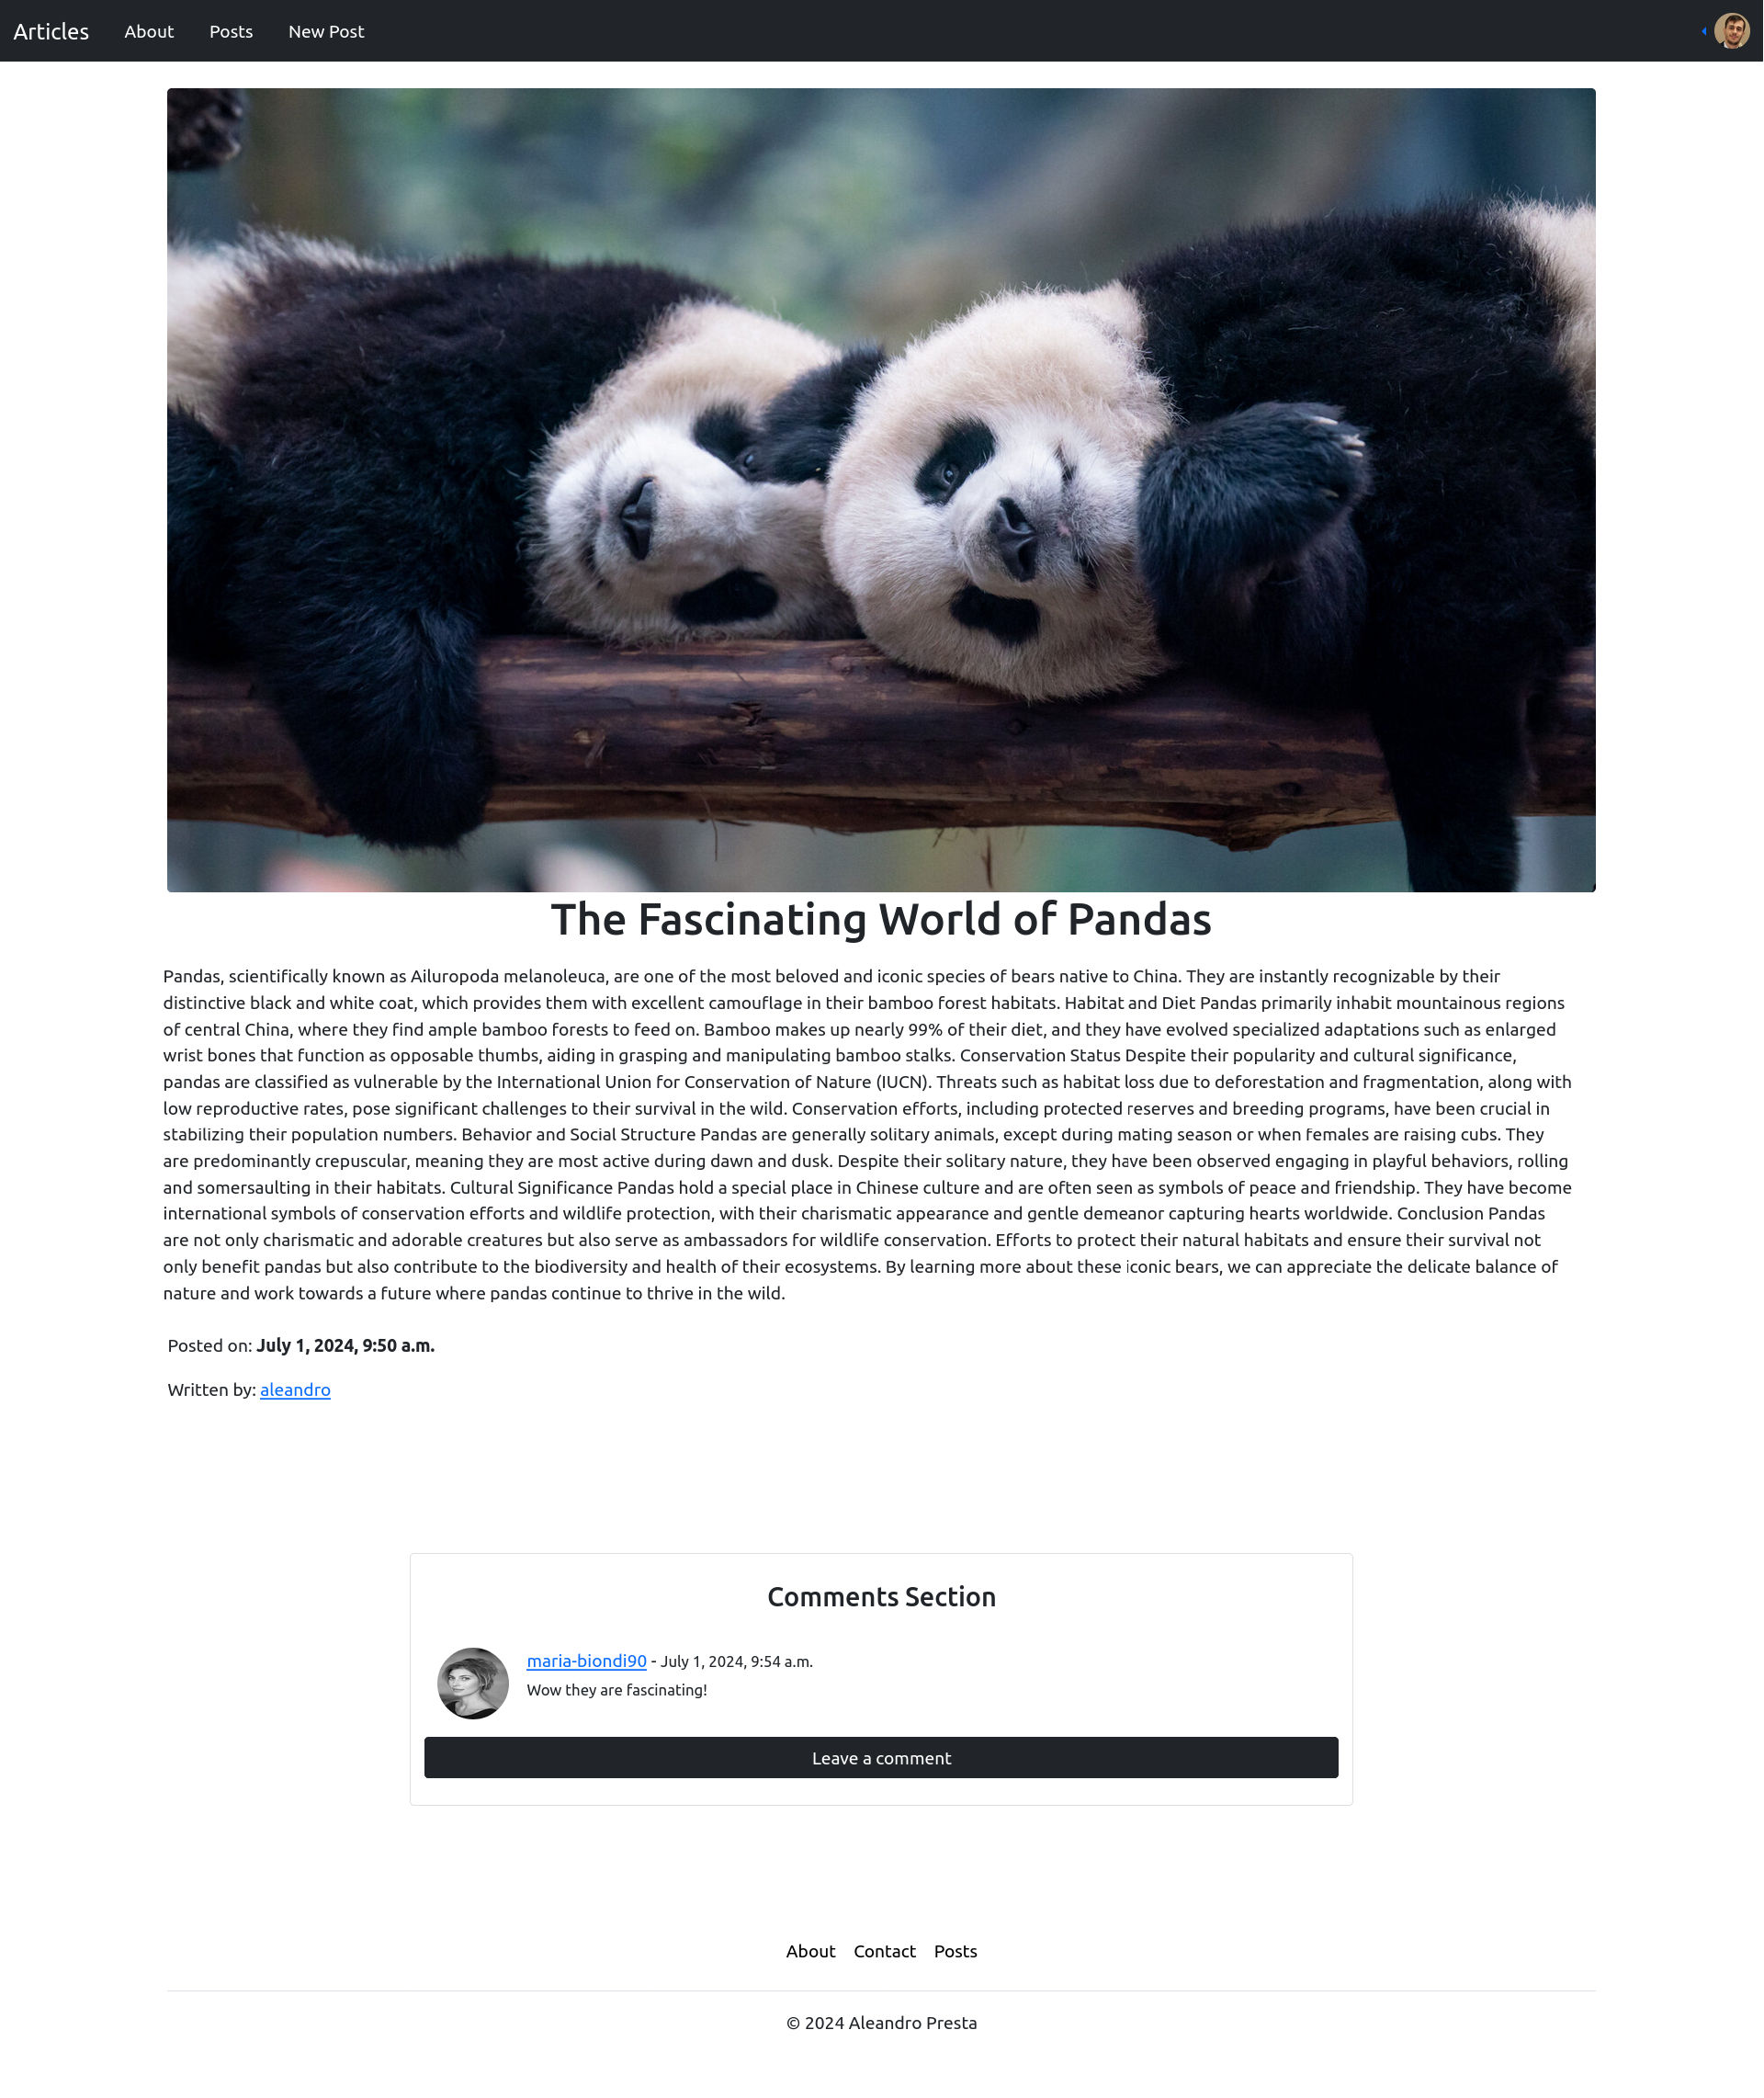 Articles About Posts New Post
The Fascinating World of Pandas
Pandas, scientifically known as Ailuropoda melanoleuca, are one of the most beloved and iconic species of bears native to China. They are instantly recognizable by their
distinctive black and white coat, which provides them with excellent camouflage in their bamboo forest habitats. Habitat and Diet Pandas primarily inhabit mountainous regions
of central China, where they find ample bamboo forests to feed on. Bamboo makes up nearly 99% of their diet, and they have evolved specialized adaptations such as enlarged
wrist bones that function as opposable thumbs, aiding in grasping and manipulating bamboo stalks. Conservation Status Despite their popularity and cultural significance,
pandas are classified as vulnerable by the International Union for Conservation of Nature (IUCN). Threats such as habitat loss due to deforestation and fragmentation, along with
low reproductive rates, pose significant challenges to their survival in the wild. Conservation efforts, including protected reserves and breeding programs, have been crucial in
stabilizing their population numbers. Behavior and Social Structure Pandas are generally solitary animals, except during mating season or when females are raising cubs. They
are predominantly crepuscular, meaning they are most active during dawn and dusk. Despite their solitary nature, they have been observed engaging in playful behaviors, rolling
and somersaulting in their habitats. Cultural Significance Pandas hold a special place in Chinese culture and are often seen as symbols of peace and friendship. They have become
international symbols of conservation efforts and wildlife protection, with their charismatic appearance and gentle demeanor capturing hearts worldwide. Conclusion Pandas
are not only charismatic and adorable creatures but also serve as ambassadors for wildlife conservation. Efforts to protect their natural habitats and ensure their survival not
only benefit pandas but also contribute to the biodiversity and health of their ecosystems. By learning more about these iconic bears, we can appreciate the delicate balance of
nature and work towards a future where pandas continue to thrive in the wild.
Posted on: July 1, 2024, 9:50 a.m.
Written by: aleandro
Comments Section
maria-biondi90 - July 1, 2024, 9:54 a.m.
Wow they are fascinating!
Leave a comment
About Contact Posts
© 2024 Aleandro Presta